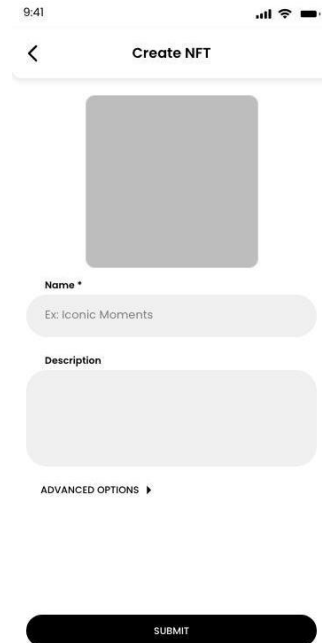 9:41
Create NFT
Name *
Ex: Iconic Moments
Description
ADVANCED OPTIONS
SUBMIT